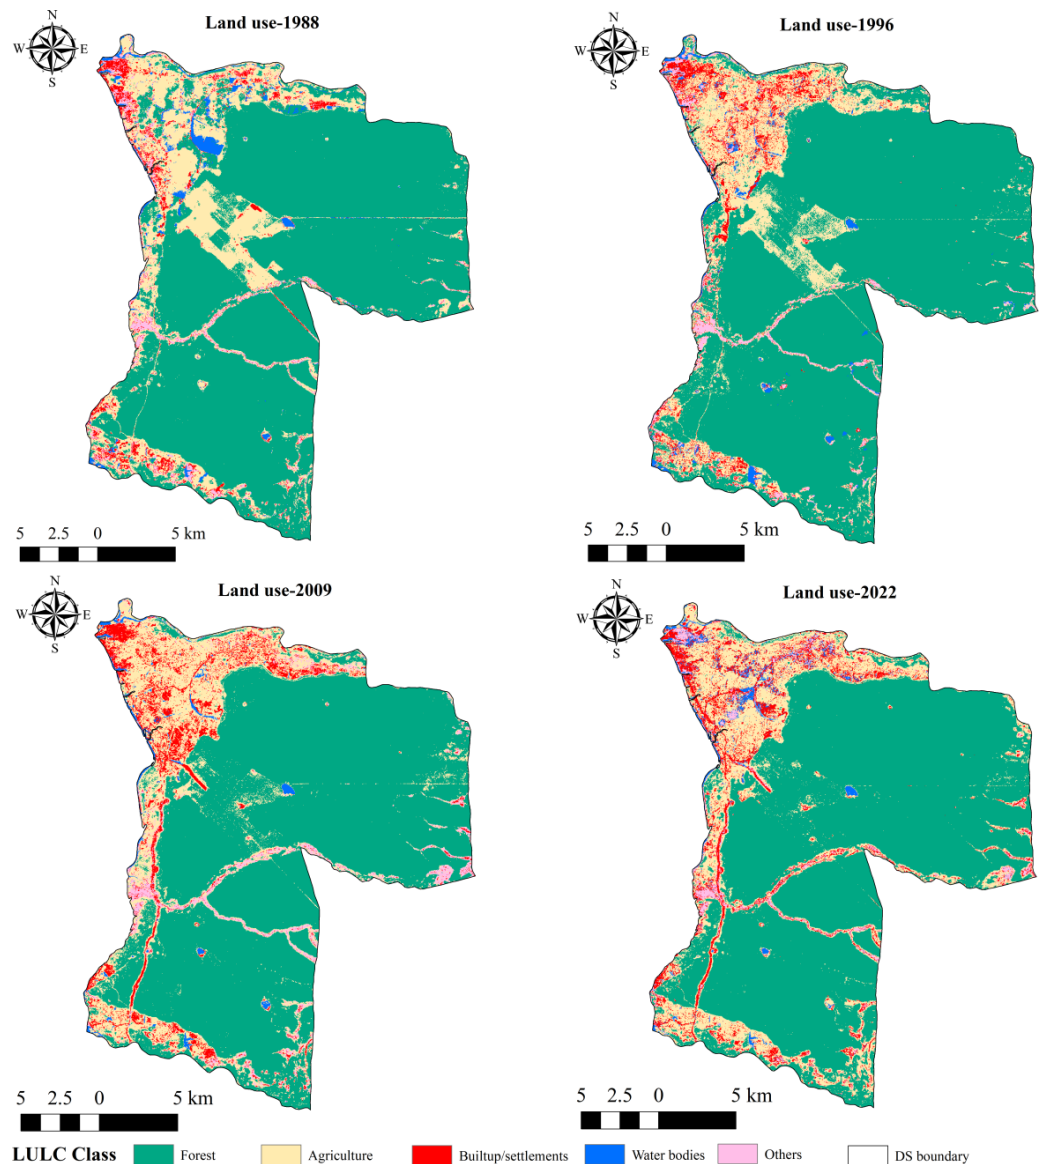 Land use-1988
Land use-1996
N
W E
S
N
W E
S
5 2.5 0 5 km
5 2.5 0 5 km
Land use-2009
Land use-2022
N
W E
S
N
W E
S
5 2.5 0 5 km
5 2.5 0 5 km
LULC Class Forest Agriculture Builtup/settlements Water bodies Others DS boundary